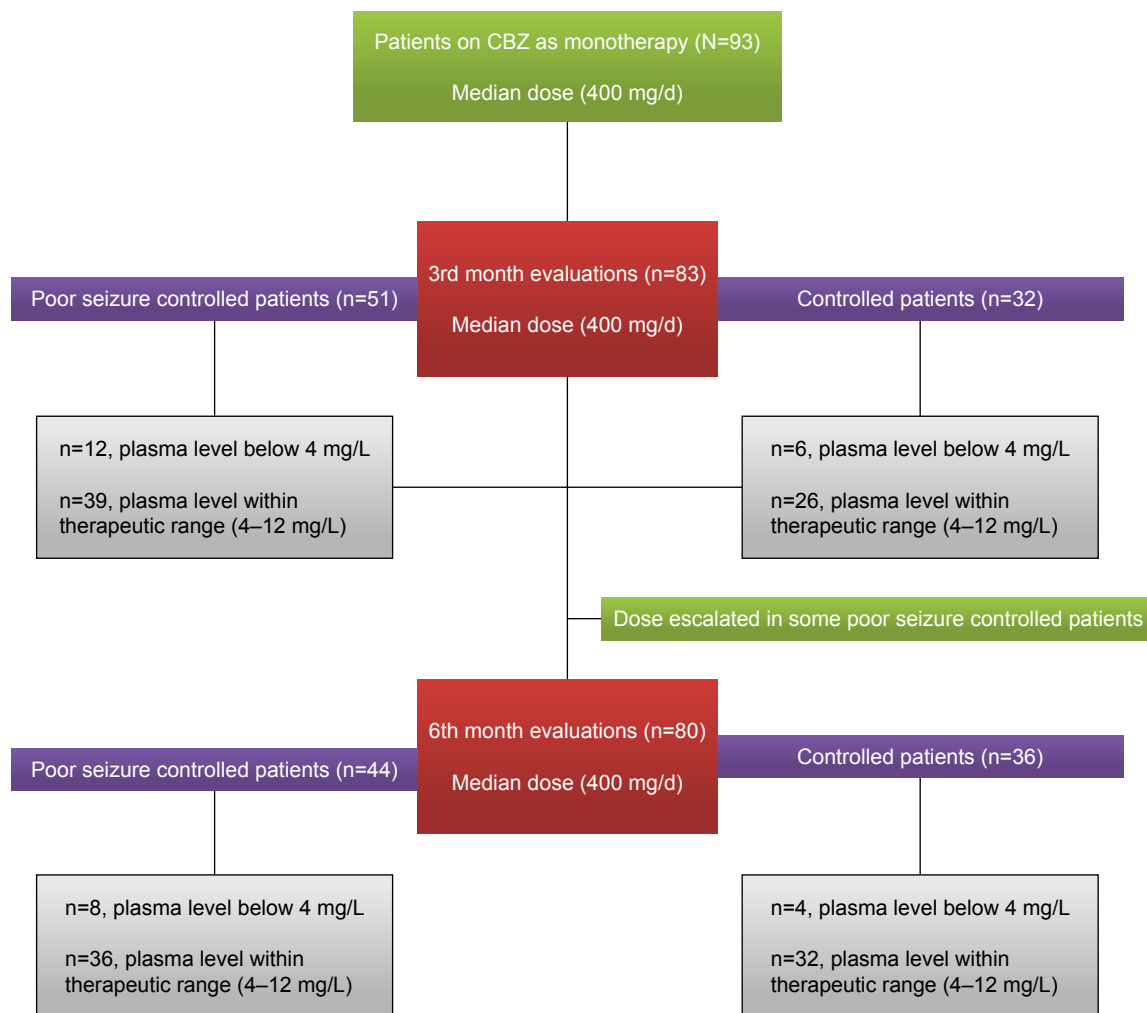 Patients on CBZ as monotherapy (N=93)
Median dose (400 mg/d)
3rd month evaluations (n=83)
Median dose (400 mg/d)
Poor seizure controlled patients (n=51)
Controlled patients (n=32)
n=12, plasma level below 4 mg/L
n=39, plasma level within
therapeutic range (4–12 mg/L)
n=6, plasma level below 4 mg/L
n=26, plasma level within
therapeutic range (4–12 mg/L)
Dose escalated in some poor seizure controlled patients
6th month evaluations (n=80)
Median dose (400 mg/d)
Poor seizure controlled patients (n=44)
Controlled patients (n=36)
n=8, plasma level below 4 mg/L
n=36, plasma level within
therapeutic range (4–12 mg/L)
n=4, plasma level below 4 mg/L
n=32, plasma level within
therapeutic range (4–12 mg/L)